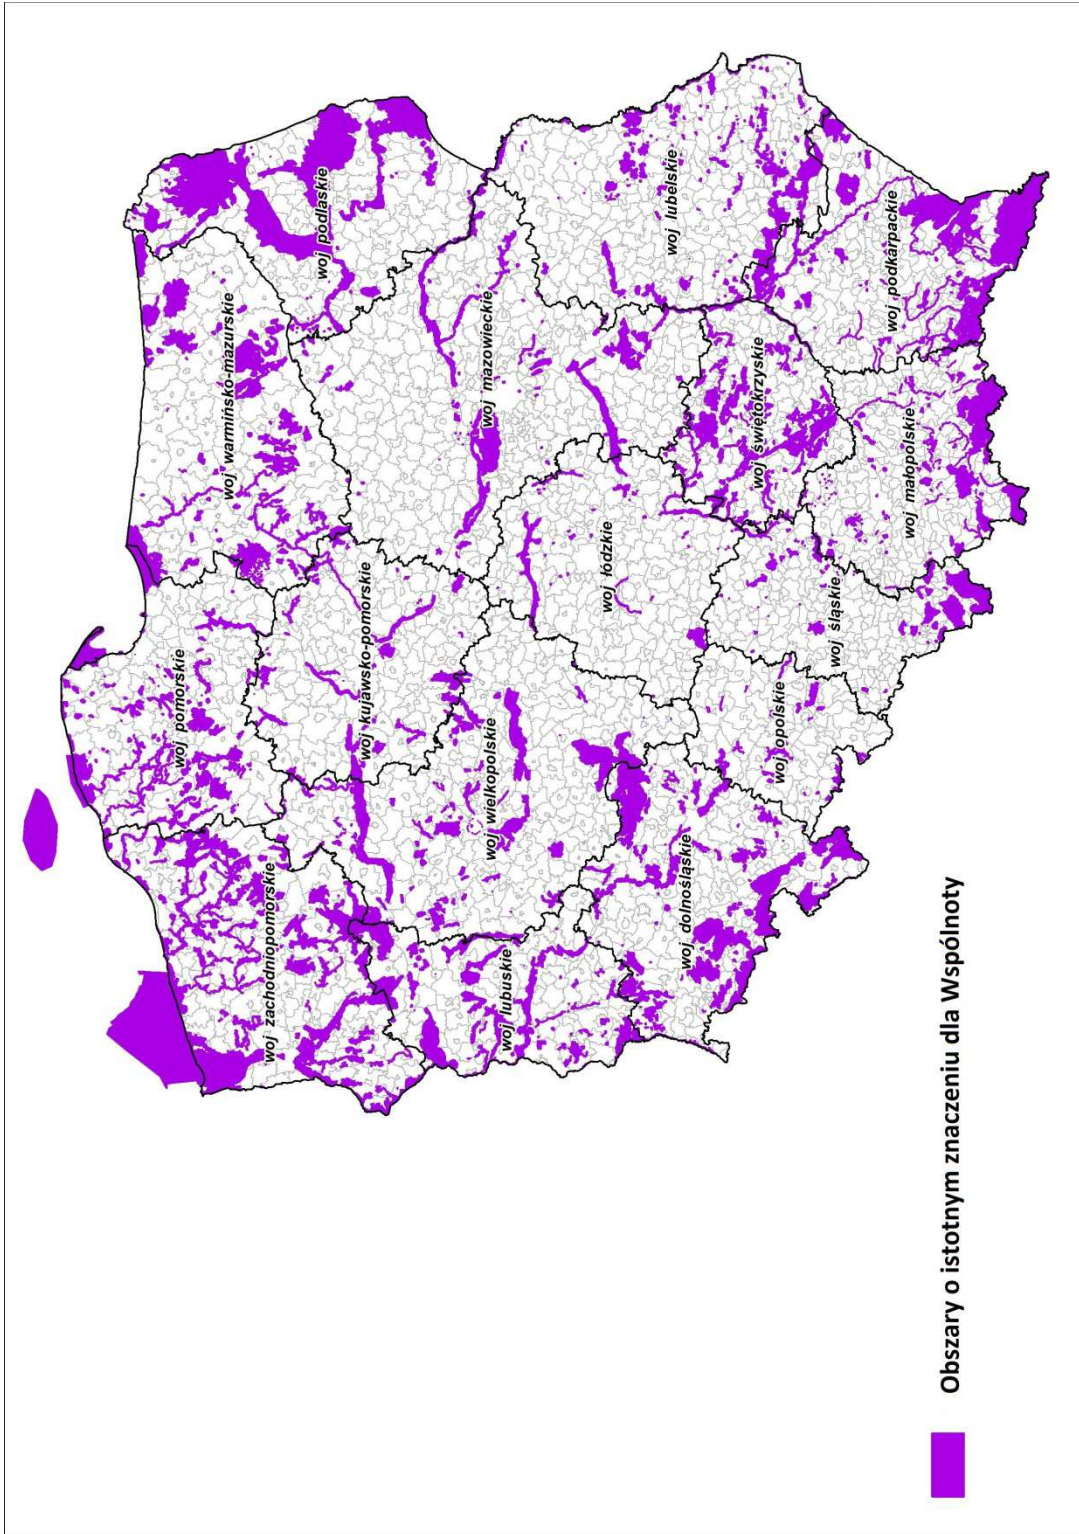 woj pomorskie
woj warmińsko-mazurskie
woj podlaskie
woj zachodniopomorskie
woj kujawsko-pomorskie
woj mazowieckie
woj wielkopolskie
woj lubuskie
woj łódzkie
woj lubelskie
woj dolnośląskie
woj opolskie
woj śląskie
woj świętokrzyskie
woj małopolskie
woj podkarpackie
Obszary o istotnym znaczeniu dla Wspólnoty